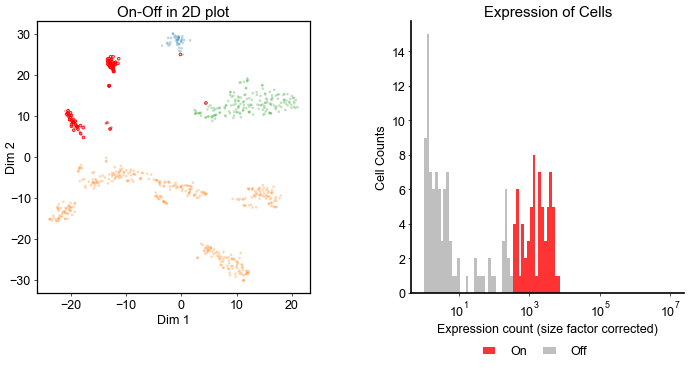 On-Off in 2D plot
30
20
10
0
−10
−20
−30
Dim 2
−20 −10 0 10 20
Dim 1
Expression of Cells
14
12
10
8
6
4
2
0
Cell Counts
10^1 10^3 10^5 10^7
Expression count (size factor corrected)
On Off